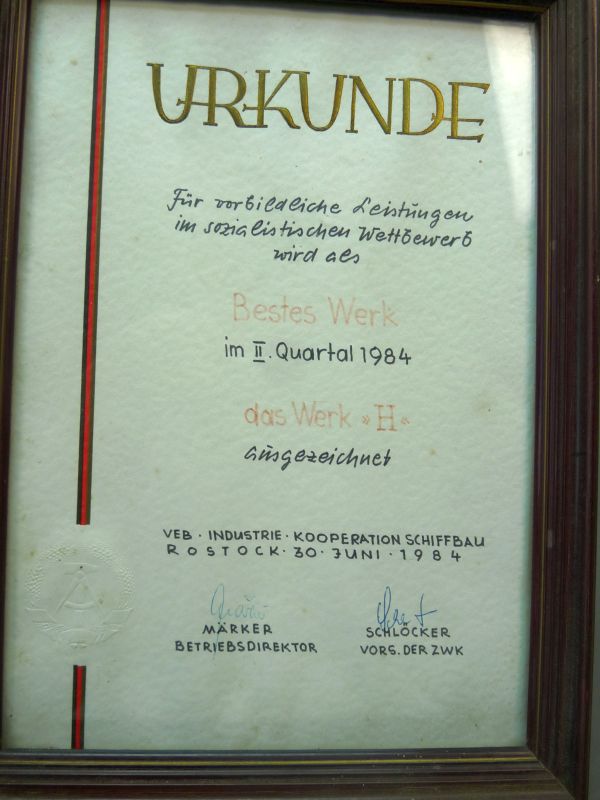 URKUNDE
Für vorbildliche Leistungen
im sozialistischen Wettbewerb
wird als
Bestes Werk
im II. Quartal 1984
das Werk »H«
ausgezeichnet
VEB · INDUSTRIE · KOOPERATION SCHIFFBAU
ROSTOCK · 30 · JUNI · 1984
MÄRKER
BETRIEBSDIREKTOR
SCHLÖCKER
VORS. DER ZWK